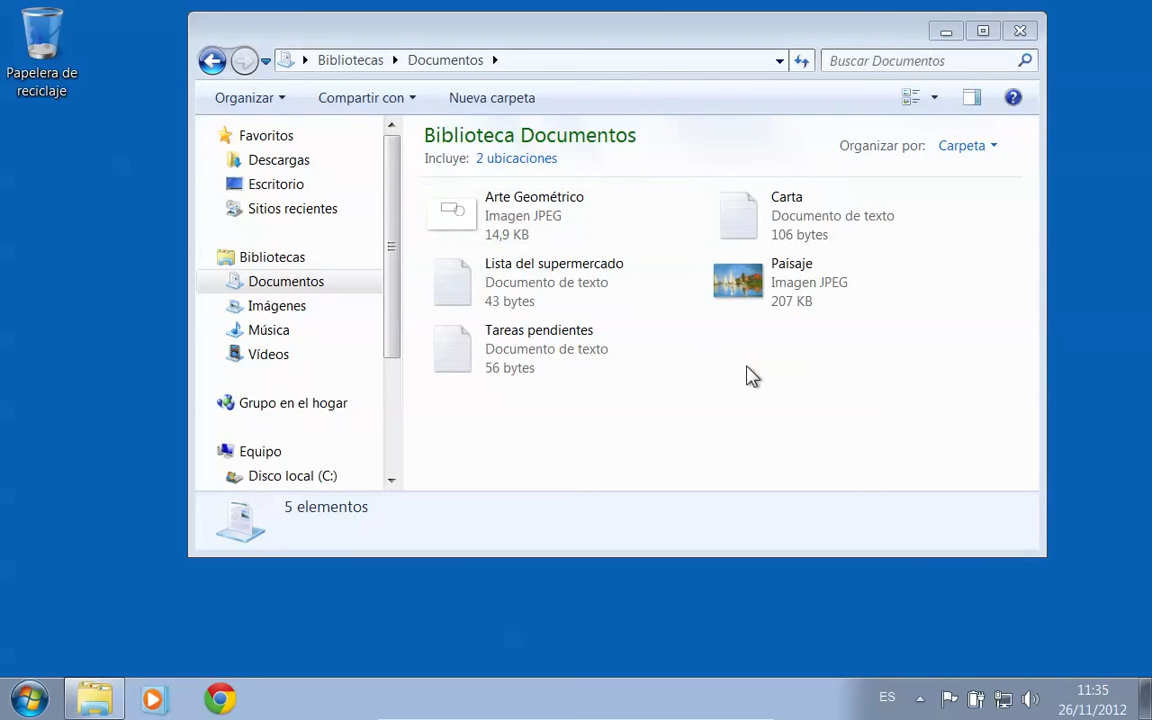 Papelera de
reciclaje
Bibliotecas Documentos
Buscar Documentos
Organizar Compartir con Nueva carpeta
Favoritos
Descargas
Escritorio
Sitios recientes
Bibliotecas
Documentos
Imágenes
Música
Vídeos
Grupo en el hogar
Equipo
Disco local (C:)
Biblioteca Documentos
Incluye: 2 ubicaciones
Organizar por: Carpeta
Arte Geométrico
Imagen JPEG
14,9 KB
Carta
Documento de texto
106 bytes
Lista del supermercado
Documento de texto
43 bytes
Paisaje
Imagen JPEG
207 KB
Tareas pendientes
Documento de texto
56 bytes
5 elementos
ES
11:35
26/11/2012